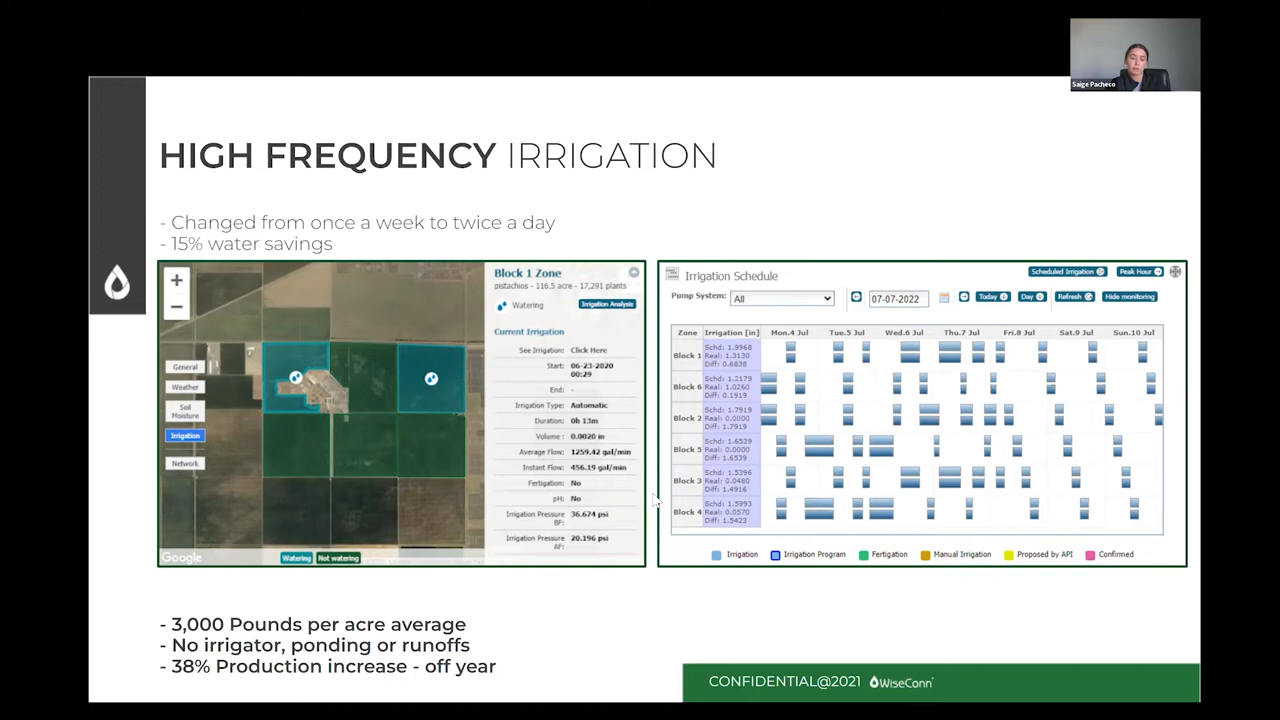 Saige Pacheco
HIGH FREQUENCY IRRIGATION
- Changed from once a week to twice a day
- 15% water savings
+
−
General
Weather
Soil
Moisture
Irrigation
Network
Google
Watering Not watering
Block 1 Zone
pistachios - 116.5 acre - 17,291 plants
Watering Irrigation Analysis
Current Irrigation
See Irrigation: Click Here
Start: 06-23-2020
00:29
End: -
Irrigation Type: Automatic
Duration: 0h 13m
Volume : 0.0020 in
Average Flow: 1259.42 gal/min
Instant Flow: 456.19 gal/min
Fertigation: No
pH: No
Irrigation Pressure
BF: 36.674 psi
Irrigation Pressure
AF: 20.196 psi
Irrigation Schedule
Scheduled Irrigation Peak Hour
Pump System: All 07-07-2022 Today Day Refresh Hide monitoring
Zone Irrigation [in] Mon.4 Jul Tue.5 Jul Wed.6 Jul Thu.7 Jul Fri.8 Jul Sat.9 Jul Sun.10 Jul
Block 1 Schd: 1.9968
Real: 1.3130
Diff: 0.6838
Block 6 Schd: 1.2179
Real: 1.0260
Diff: 0.1919
Block 2 Schd: 1.7919
Real: 0.0000
Diff: 1.7919
Block 5 Schd: 1.6539
Real: 0.0000
Diff: 1.6539
Block 3 Schd: 1.5396
Real: 0.0480
Diff: 1.4916
Block 4 Schd: 1.5993
Real: 0.0570
Diff: 1.5423
Irrigation Irrigation Program Fertigation Manual Irrigation Proposed by API Confirmed
- 3,000 Pounds per acre average
- No irrigator, ponding or runoffs
- 38% Production increase - off year
CONFIDENTIAL@2021 WiseConn